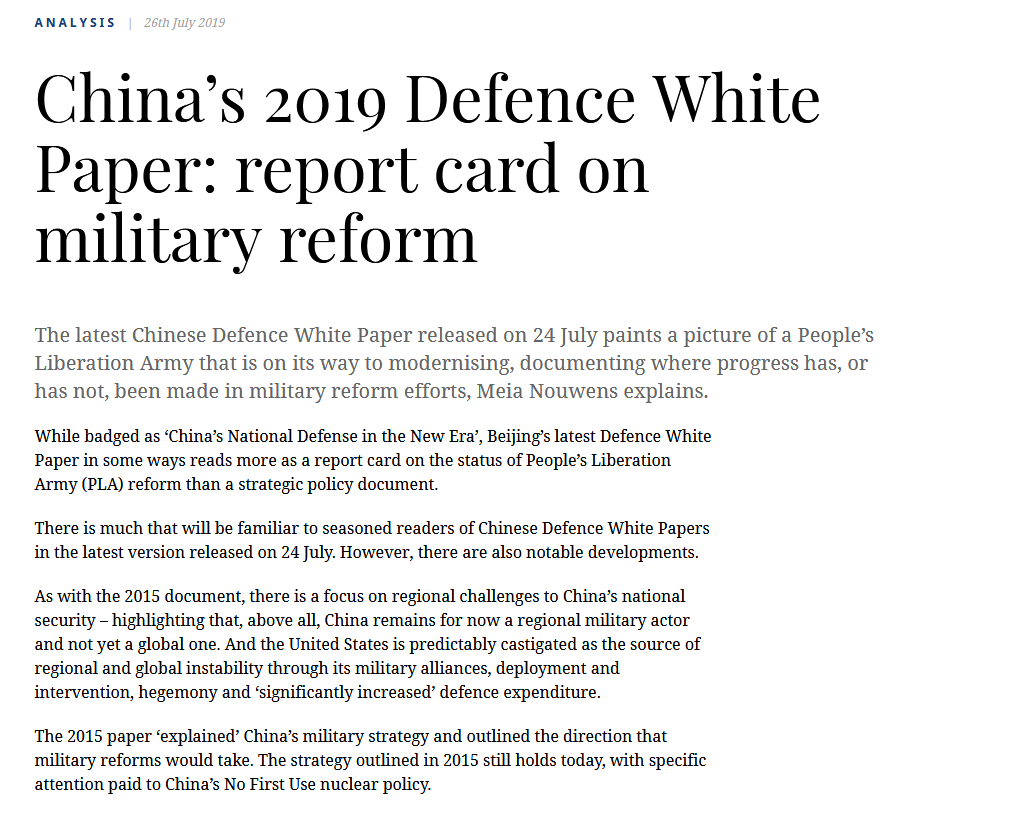 ANALYSIS | 26th July 2019
China’s 2019 Defence White
Paper: report card on
military reform
The latest Chinese Defence White Paper released on 24 July paints a picture of a People’s
Liberation Army that is on its way to modernising, documenting where progress has, or
has not, been made in military reform efforts, Meia Nouwens explains.
While badged as ‘China’s National Defense in the New Era’, Beijing’s latest Defence White
Paper in some ways reads more as a report card on the status of People’s Liberation
Army (PLA) reform than a strategic policy document.
There is much that will be familiar to seasoned readers of Chinese Defence White Papers
in the latest version released on 24 July. However, there are also notable developments.
As with the 2015 document, there is a focus on regional challenges to China’s national
security – highlighting that, above all, China remains for now a regional military actor
and not yet a global one. And the United States is predictably castigated as the source of
regional and global instability through its military alliances, deployment and
intervention, hegemony and ‘significantly increased’ defence expenditure.
The 2015 paper ‘explained’ China’s military strategy and outlined the direction that
military reforms would take. The strategy outlined in 2015 still holds today, with specific
attention paid to China’s No First Use nuclear policy.